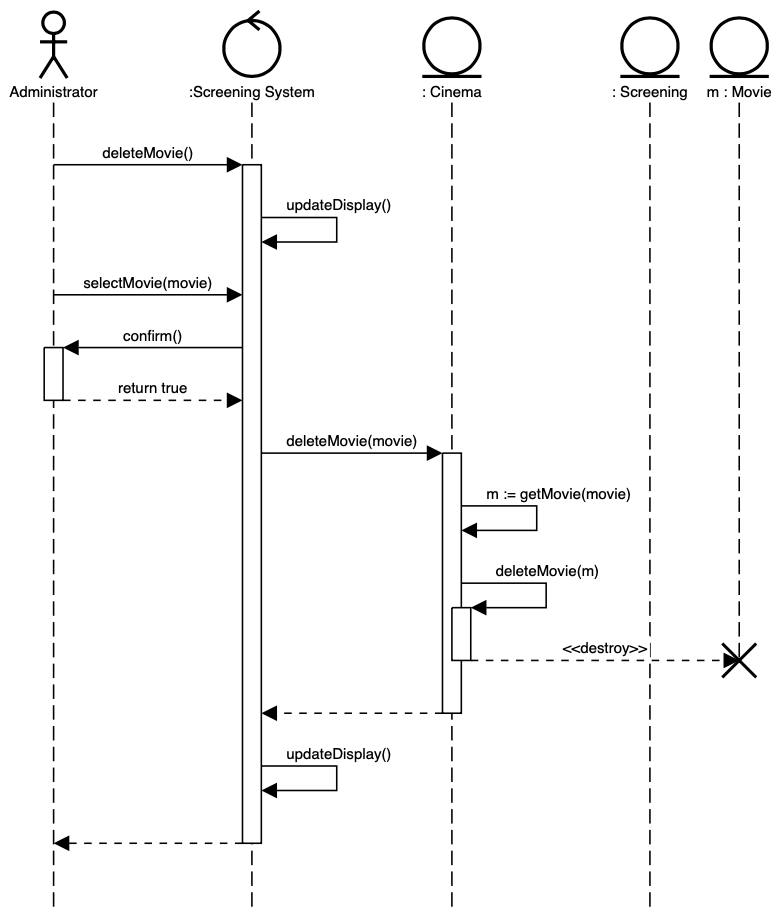 Administrator
:Screening System
: Cinema
: Screening
m : Movie
deleteMovie()
updateDisplay()
selectMovie(movie)
confirm()
return true
deleteMovie(movie)
m := getMovie(movie)
deleteMovie(m)
<<destroy>>
updateDisplay()